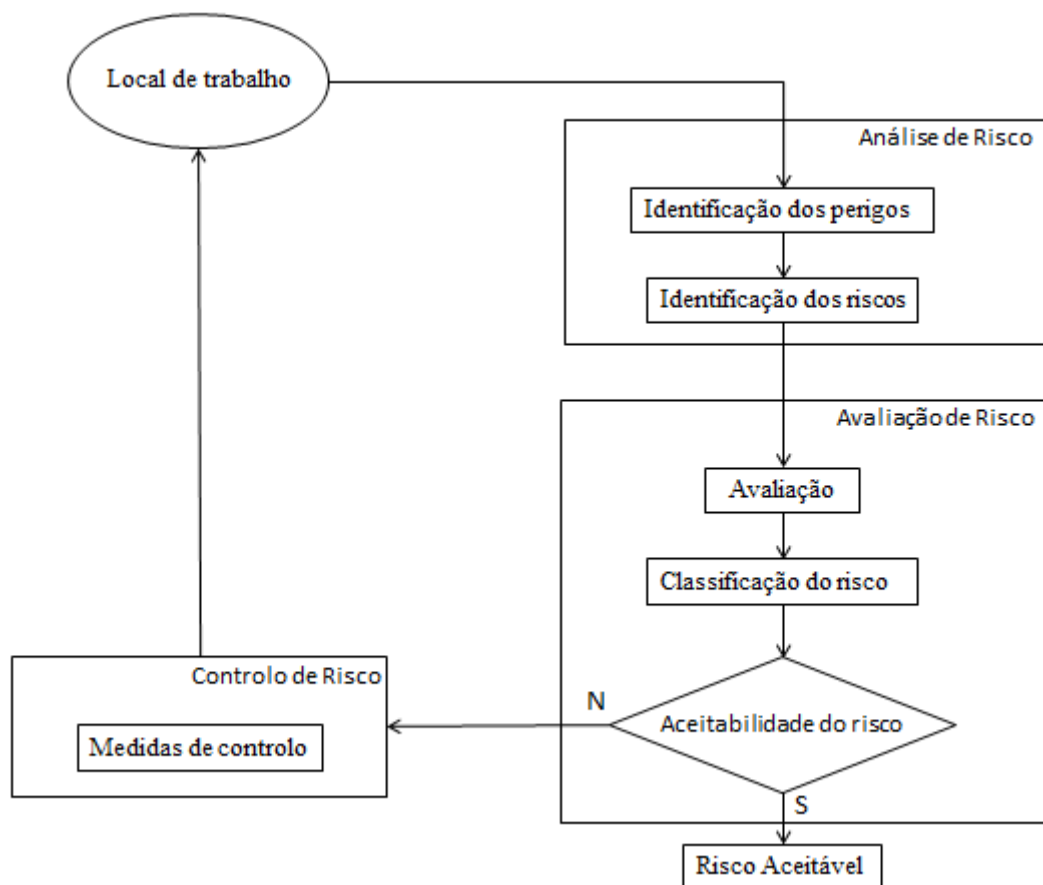 Local de trabalho
Análise de Risco
Identificação dos perigos
Identificação dos riscos
Avaliação de Risco
Avaliação
Classificação do risco
Controlo de Risco
N
Aceitabilidade do risco
Medidas de controlo
S
Risco Aceitável